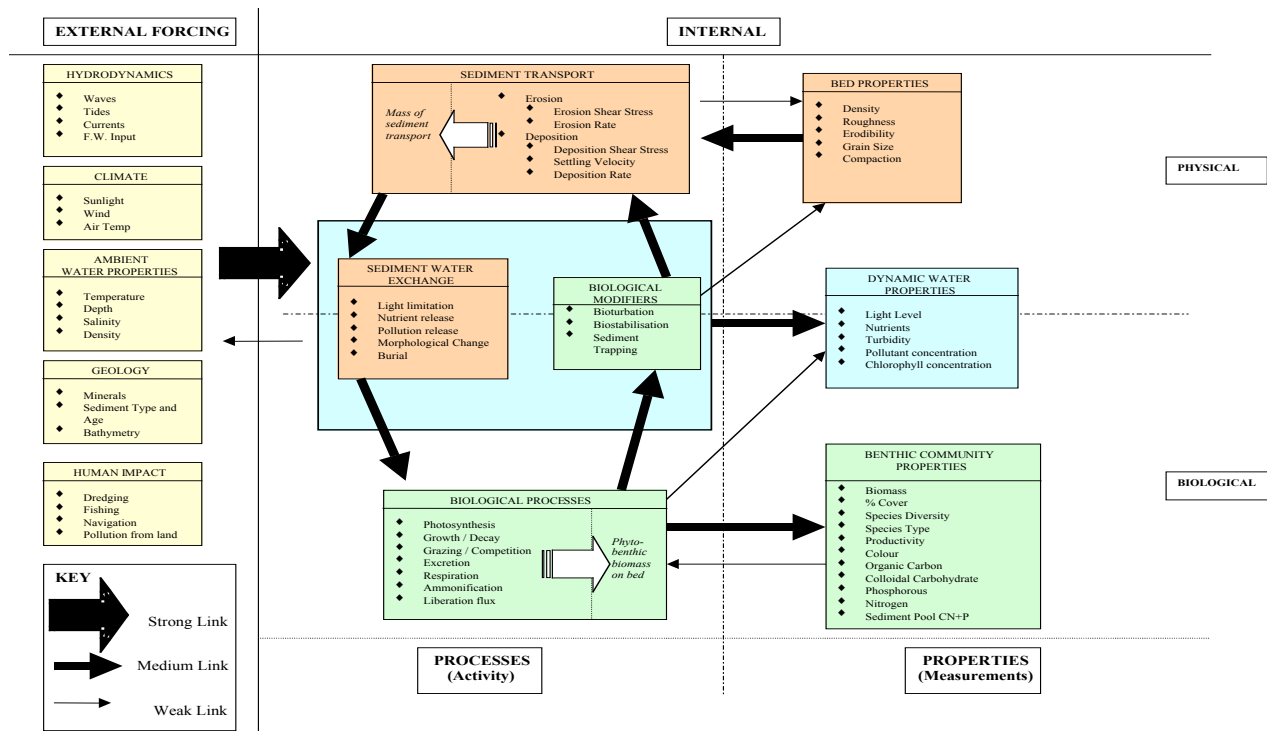 EXTERNAL FORCING
INTERNAL
HYDRODYNAMICS
Waves
Tides
Currents
F.W. Input
CLIMATE
Sunlight
Wind
Air Temp
AMBIENT
WATER PROPERTIES
Temperature
Depth
Salinity
Density
GEOLOGY
Minerals
Sediment Type and
Age
Bathymetry
HUMAN IMPACT
Dredging
Fishing
Navigation
Pollution from land
KEY
Strong Link
Medium Link
Weak Link
SEDIMENT TRANSPORT
Mass of
sediment
transport
Erosion
Erosion Shear Stress
Erosion Rate
Deposition
Deposition Shear Stress
Settling Velocity
Deposition Rate
BED PROPERTIES
Density
Roughness
Erodibility
Grain Size
Compaction
PHYSICAL
SEDIMENT WATER
EXCHANGE
Light limitation
Nutrient release
Pollution release
Morphological Change
Burial
BIOLOGICAL
MODIFIERS
Bioturbation
Biostabilisation
Sediment
Trapping
DYNAMIC WATER
PROPERTIES
Light Level
Nutrients
Turbidity
Pollutant concentration
Chlorophyll concentration
BIOLOGICAL PROCESSES
Photosynthesis
Growth / Decay
Grazing / Competition
Excretion
Respiration
Ammonification
Liberation flux
Phyto-
benthic
biomass
on bed
BENTHIC COMMUNITY
PROPERTIES
Biomass
% Cover
Species Diversity
Species Type
Productivity
Colour
Organic Carbon
Colloidal Carbohydrate
Phosphorous
Nitrogen
Sediment Pool CN+P
BIOLOGICAL
PROCESSES
(Activity)
PROPERTIES
(Measurements)